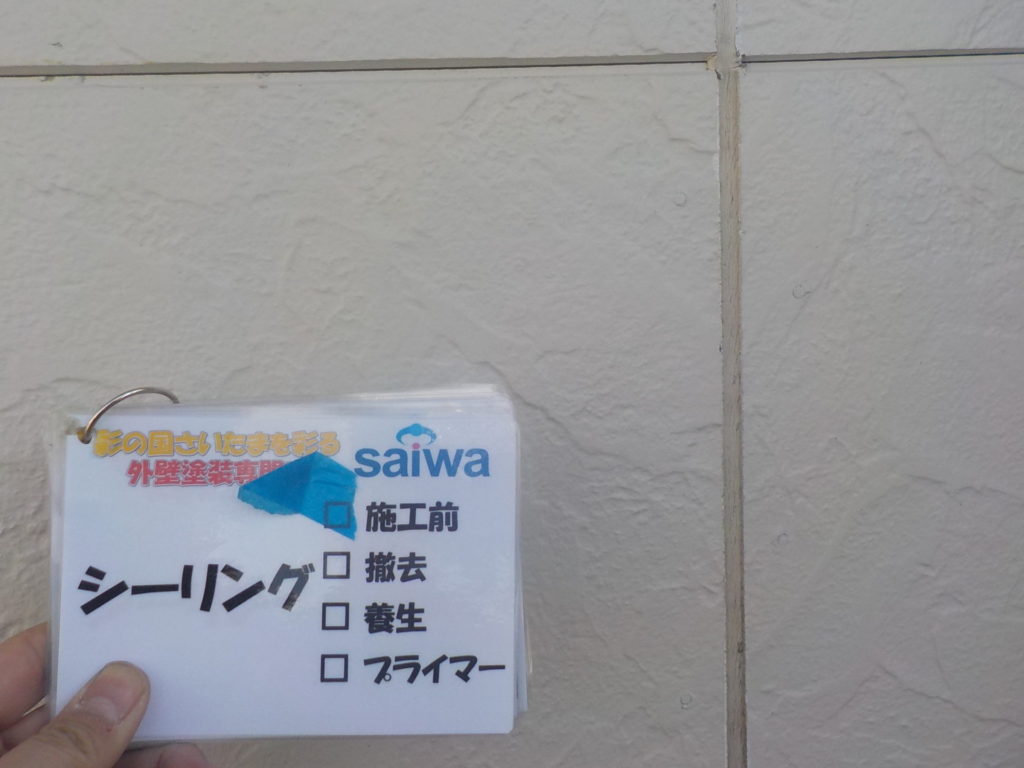 彩の国さいたまを彩る
外壁塗装専門
saiwa
シーリング
□ 施工前
□ 撤去
□ 養生
□ プライマー